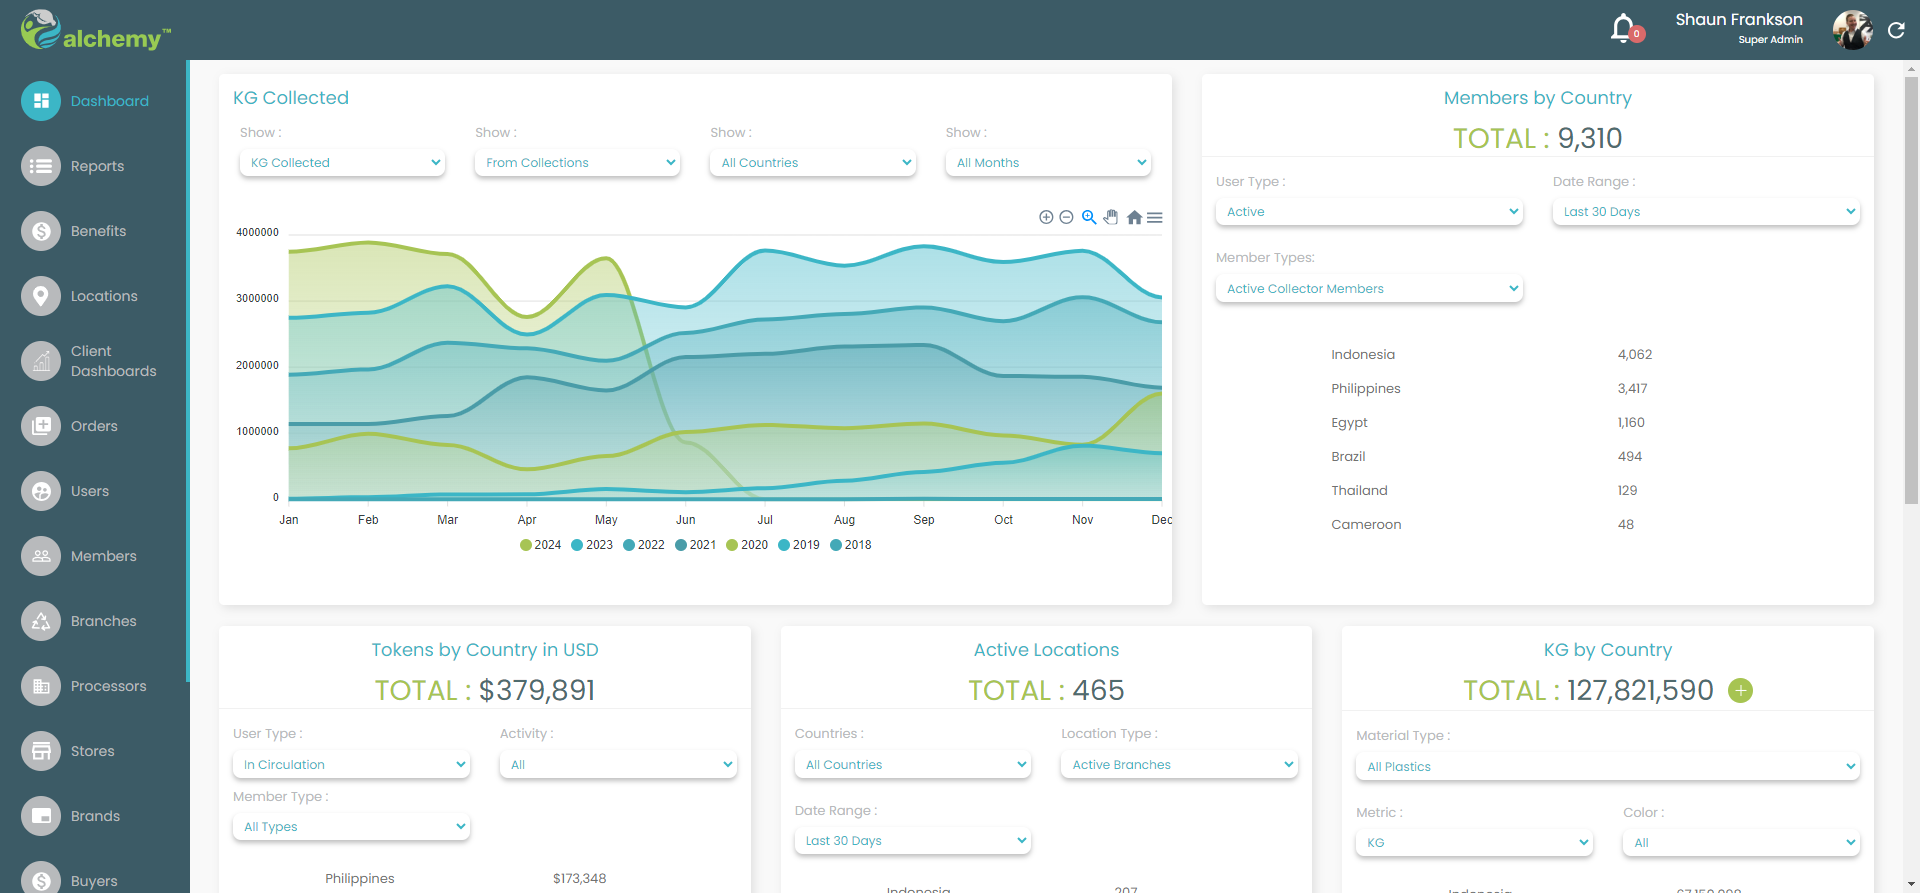 alchemy™
0
Shaun Frankson
Super Admin
Dashboard
Reports
Benefits
Locations
Client
Dashboards
Orders
Users
Members
Branches
Processors
Stores
Brands
Buyers
KG Collected
Show : Show : Show : Show :
KG Collected From Collections All Countries All Months
4000000
3000000
2000000
1000000
0
Jan Feb Mar Apr May Jun Jul Aug Sep Oct Nov Dec
2024 2023 2022 2021 2020 2019 2018
Members by Country
TOTAL : 9,310
User Type : Date Range :
Active Last 30 Days
Member Types:
Active Collector Members
Indonesia 4,062
Philippines 3,417
Egypt 1,160
Brazil 494
Thailand 129
Cameroon 48
Tokens by Country in USD
TOTAL : $379,891
User Type : Activity :
In Circulation All
Member Type :
All Types
Philippines $173,348
Active Locations
TOTAL : 465
Countries : Location Type :
All Countries Active Branches
Date Range :
Last 30 Days
Indonesia 207
KG by Country
TOTAL : 127,821,590
Material Type :
All Plastics
Metric : Color :
KG All
Indonesia